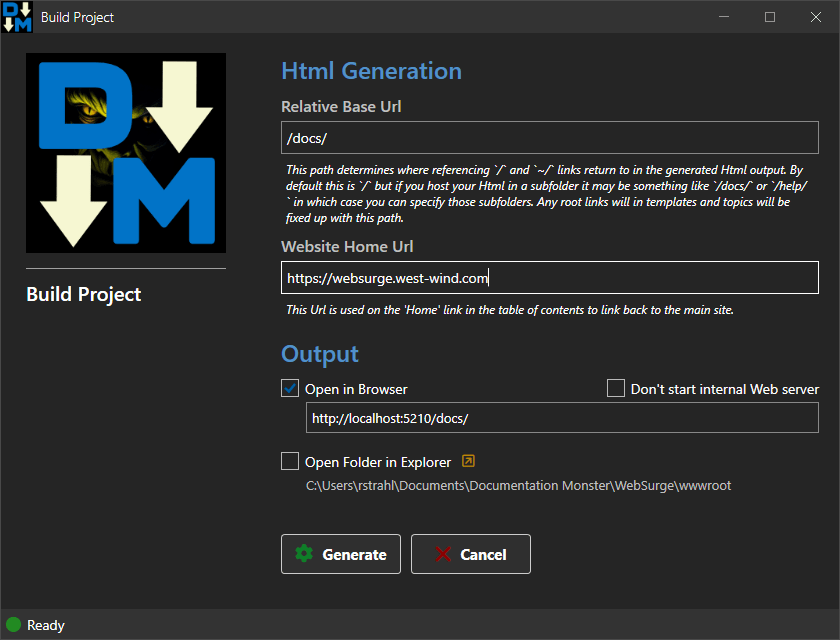 Build Project
DM
Html Generation
Relative Base Url
/docs/
This path determines where referencing `/` and `~/` links return to in the generated Html output. By
default this is `/` but if you host your Html in a subfolder it may be something like `/docs/` or `/help/
` in which case you can specify those subfolders. Any root links will in templates and topics will be
fixed up with this path.
Website Home Url
https://websurge.west-wind.com
This Url is used on the 'Home' link in the table of contents to link back to the main site.
Build Project
Output
Open in Browser
Don't start internal Web server
http://localhost:5210/docs/
Open Folder in Explorer
C:\Users\rstrahl\Documents\Documentation Monster\WebSurge\wwwroot
Generate
Cancel
Ready